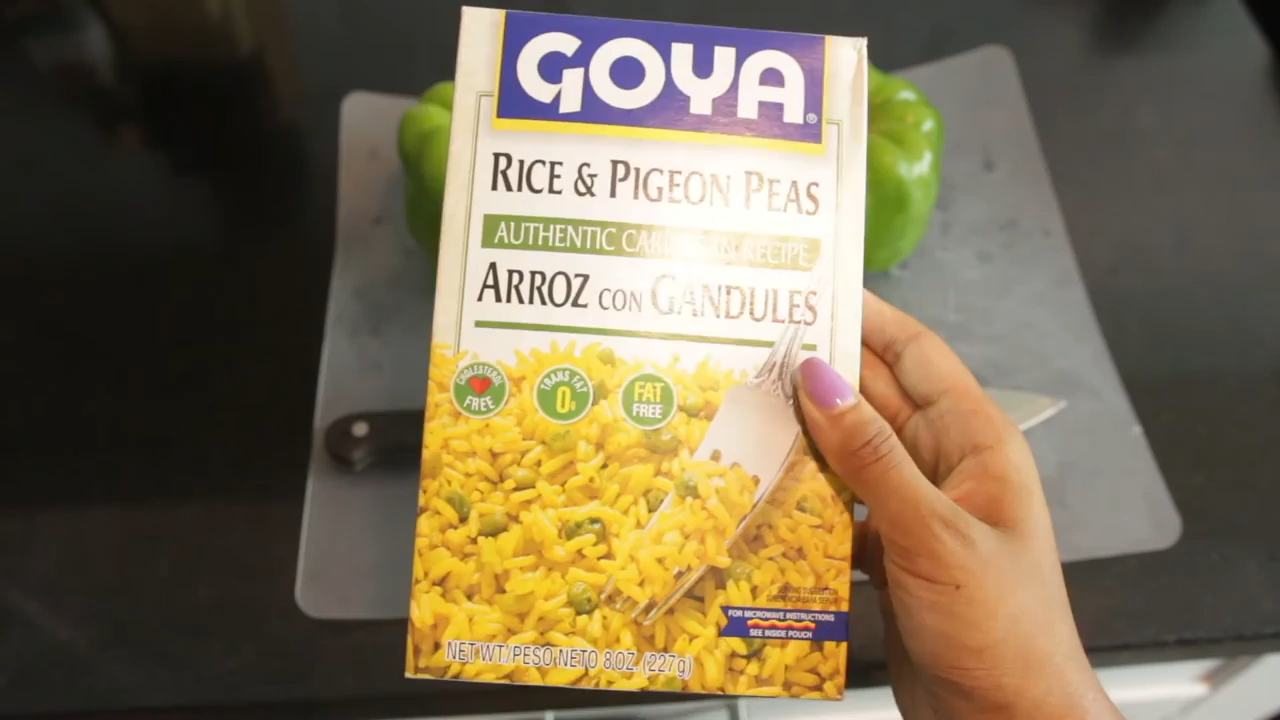 GOYA®
RICE & PIGEON PEAS
AUTHENTIC CARIBBEAN RECIPE
ARROZ CON GANDULES
CHOLESTEROL
FREE
TRANS FAT
0g
FAT
FREE
FOR MICROWAVE INSTRUCTIONS
SEE INSIDE POUCH
NET WT./PESO NETO 8 OZ. (227g)